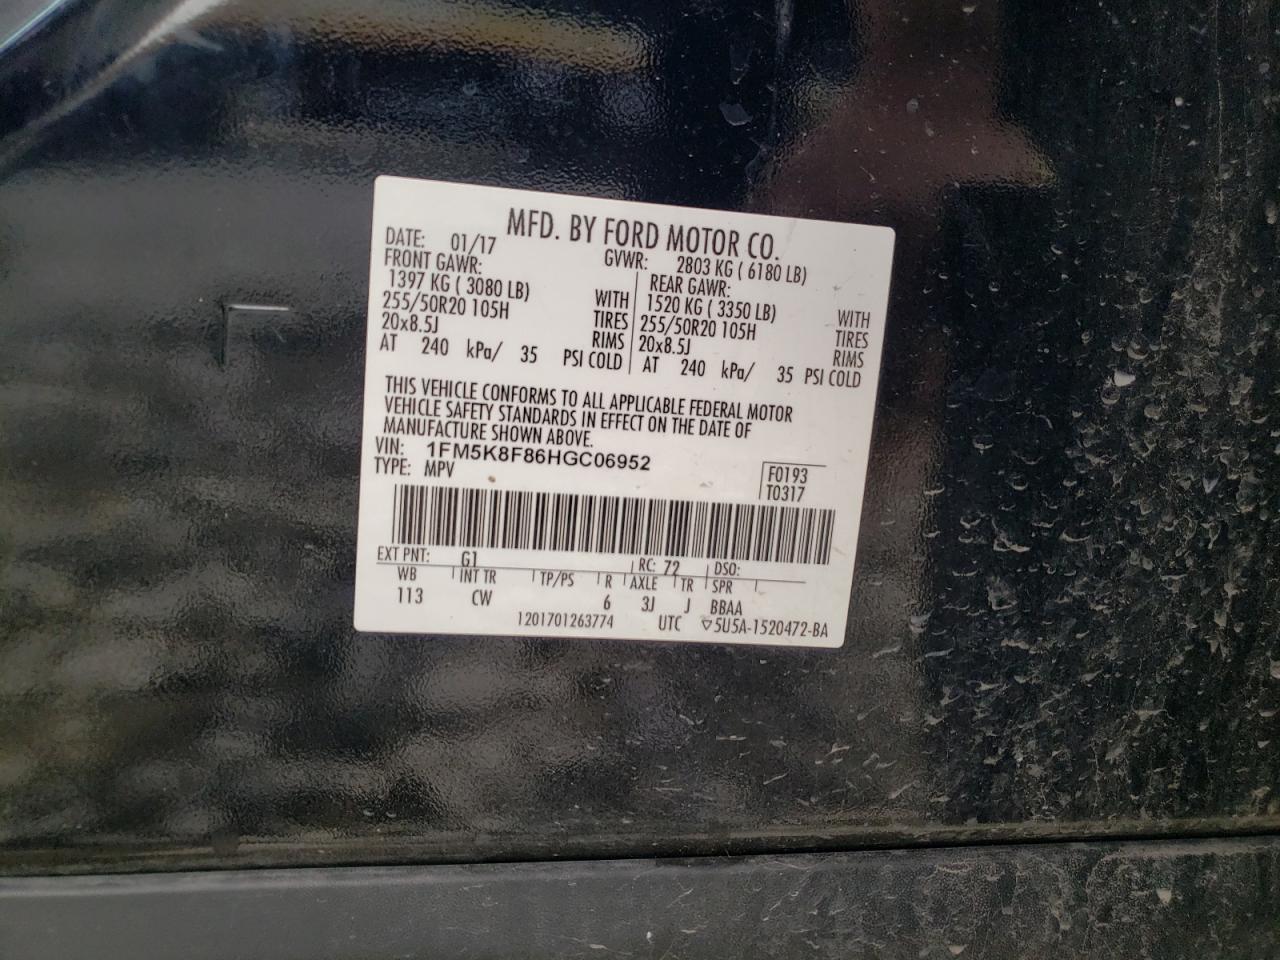 MFD. BY FORD MOTOR CO.
DATE: 01/17 GVWR: 2803 KG ( 6180 LB)
FRONT GAWR: REAR GAWR:
1397 KG ( 3080 LB) WITH 1520 KG ( 3350 LB) WITH
255/50R20 105H TIRES 255/50R20 105H TIRES
20x8.5J RIMS 20x8.5J RIMS
AT 240 kPa/ 35 PSI COLD AT 240 kPa/ 35 PSI COLD
THIS VEHICLE CONFORMS TO ALL APPLICABLE FEDERAL MOTOR
VEHICLE SAFETY STANDARDS IN EFFECT ON THE DATE OF
MANUFACTURE SHOWN ABOVE.
VIN: 1FM5K8F86HGC06952
TYPE: MPV
F0193
T0317
EXT PNT: G1 RC: 72 DSO:
WB INT TR TP/PS R AXLE TR SPR
113 CW 6 3J J BBAA
1201701263774 UTC ▽5U5A-1520472-BA